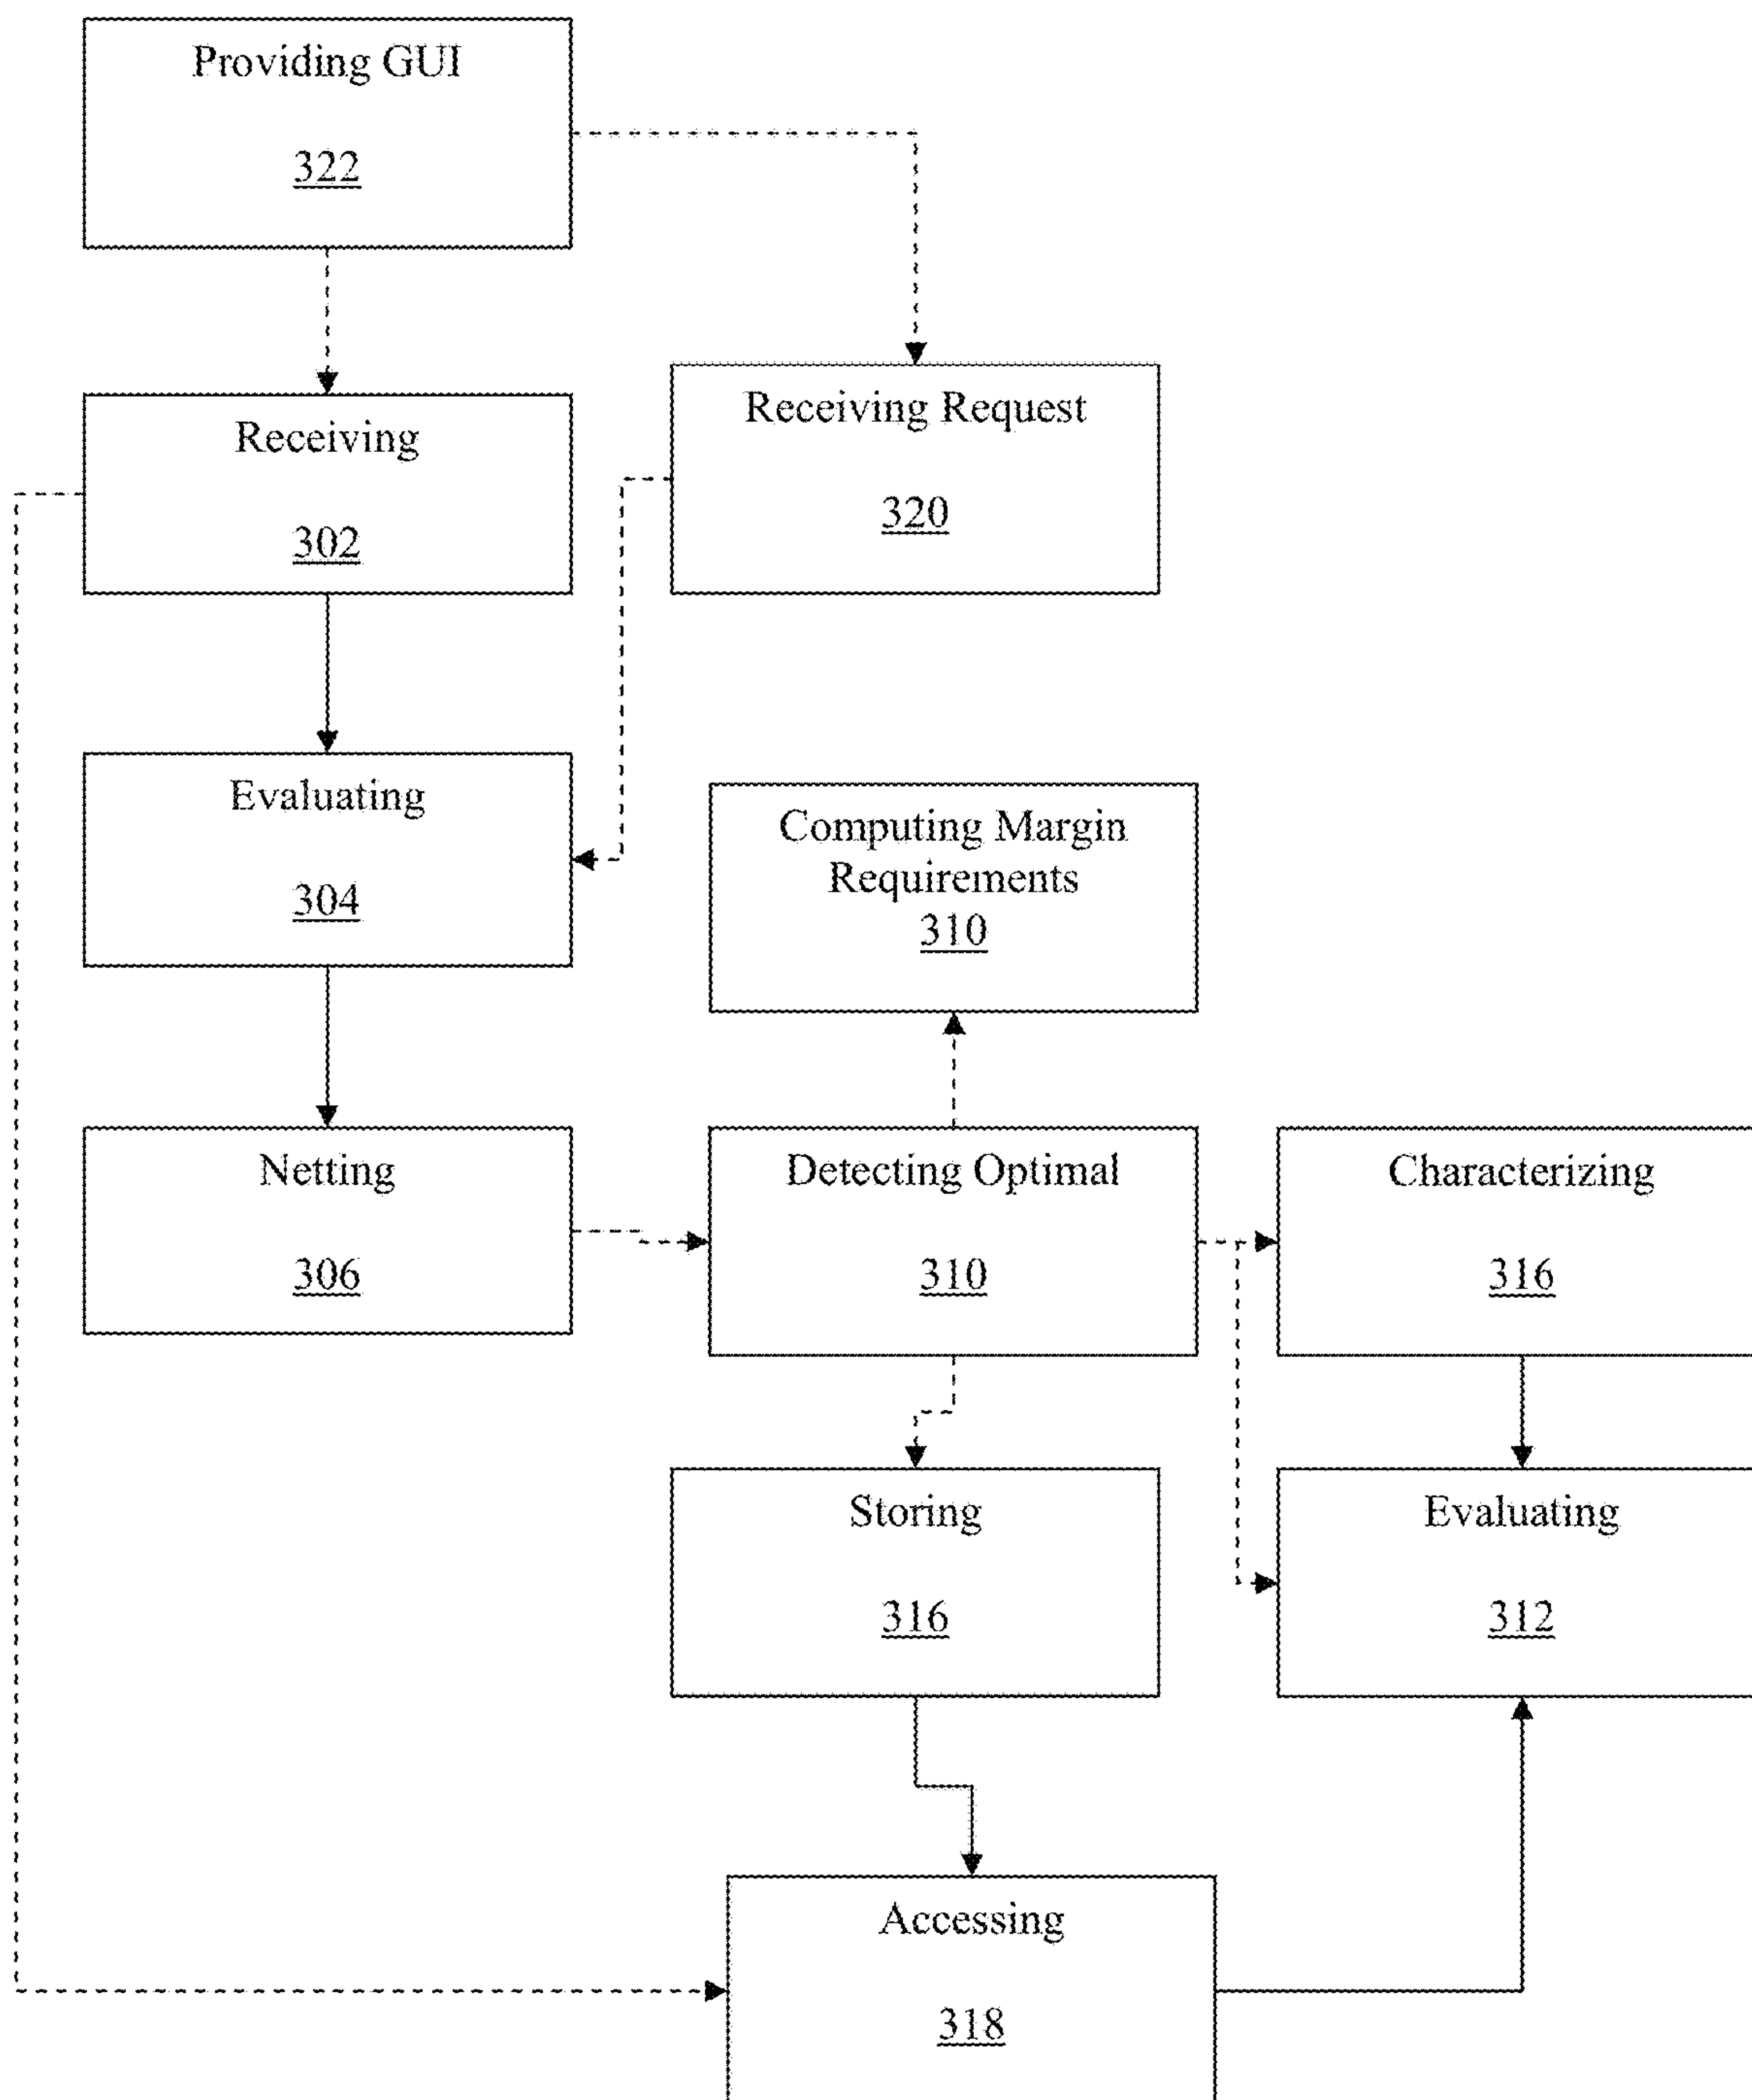 Providing GUI
322
Receiving
302
Receiving Request
320
Evaluating
304
Computing Margin
Requirements
310
Netting
306
Detecting Optimal
310
Characterizing
316
Storing
316
Evaluating
312
Accessing
318